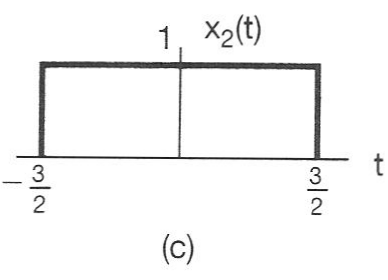 1 x₂(t)
− 3/2 3/2 t
(c)